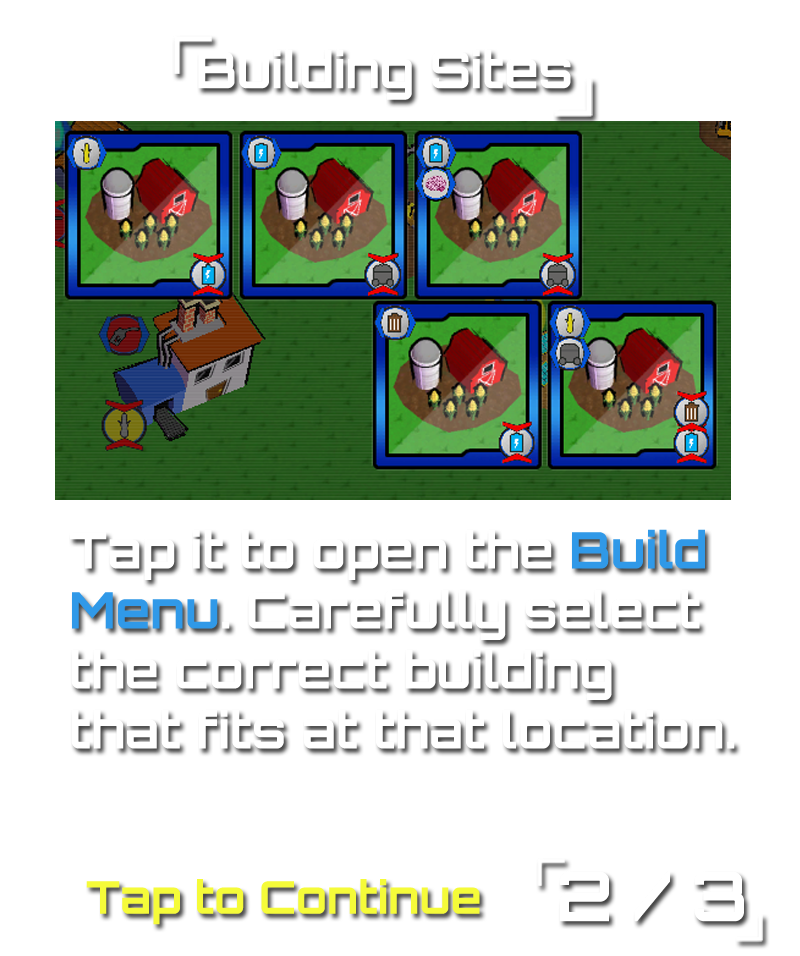 Building Sites
Tap it to open the Build
Menu. Carefully select
the correct building
that fits at that location.
Tap to Continue
2 / 3